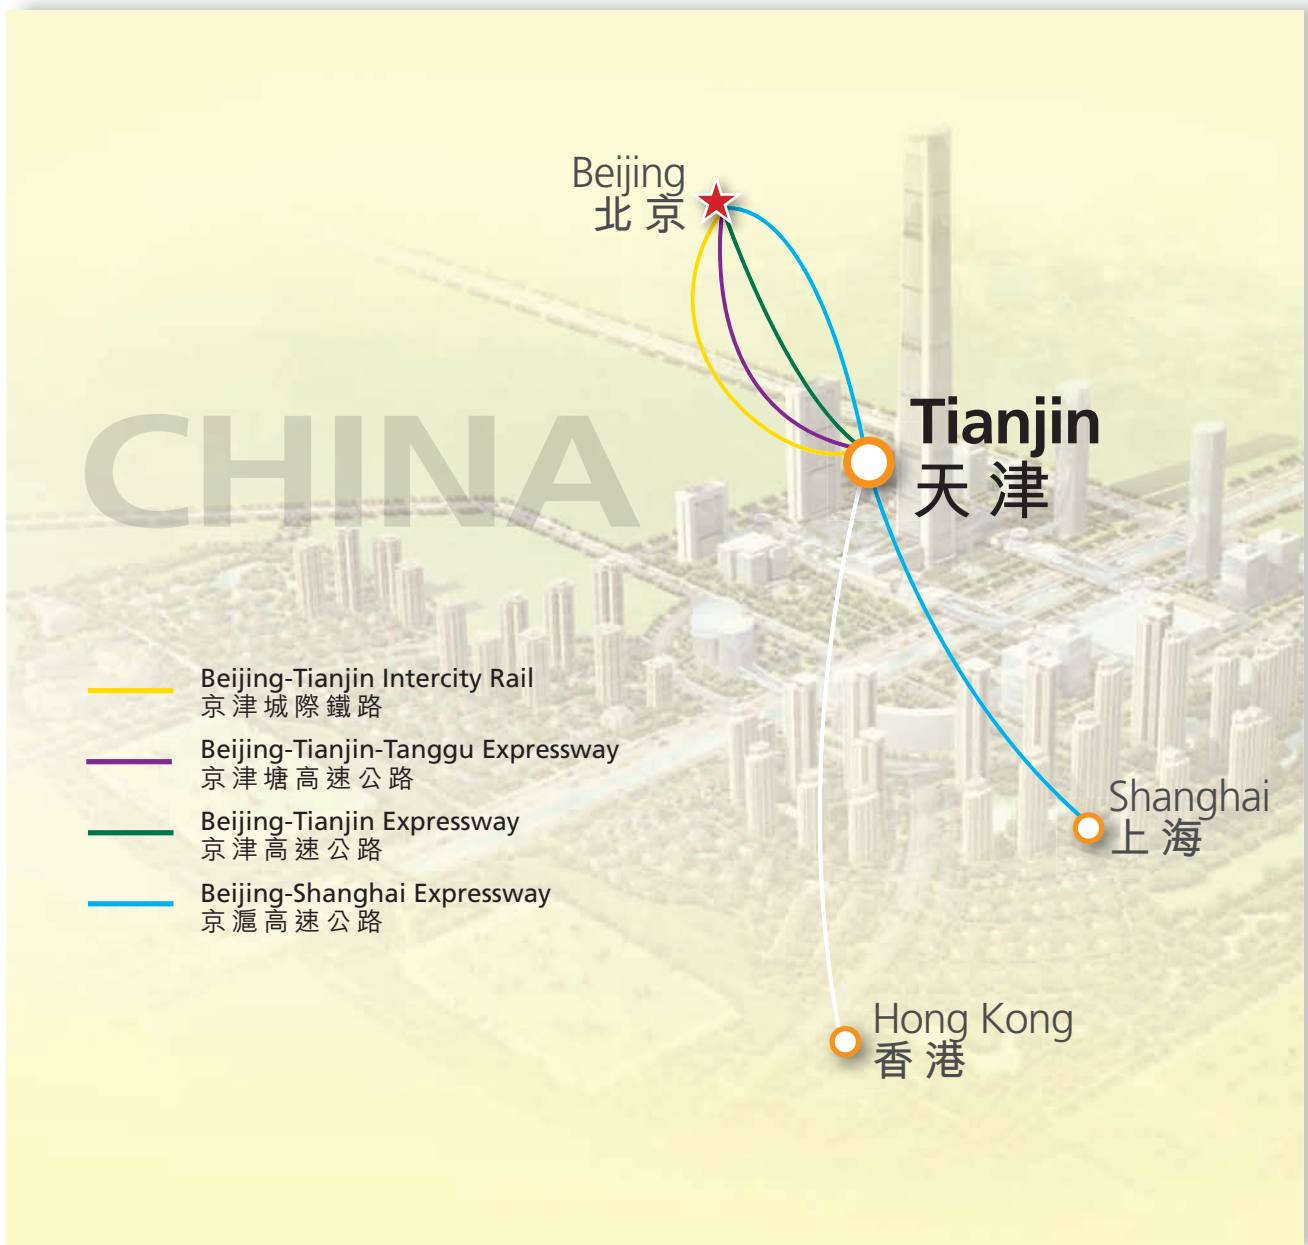 Beijing
北京
CHINA
Tianjin
天津
Beijing-Tianjin Intercity Rail
京津城際鐵路
Beijing-Tianjin-Tanggu Expressway
京津塘高速公路
Beijing-Tianjin Expressway
京津高速公路
Beijing-Shanghai Expressway
京滬高速公路
Shanghai
上海
Hong Kong
香港